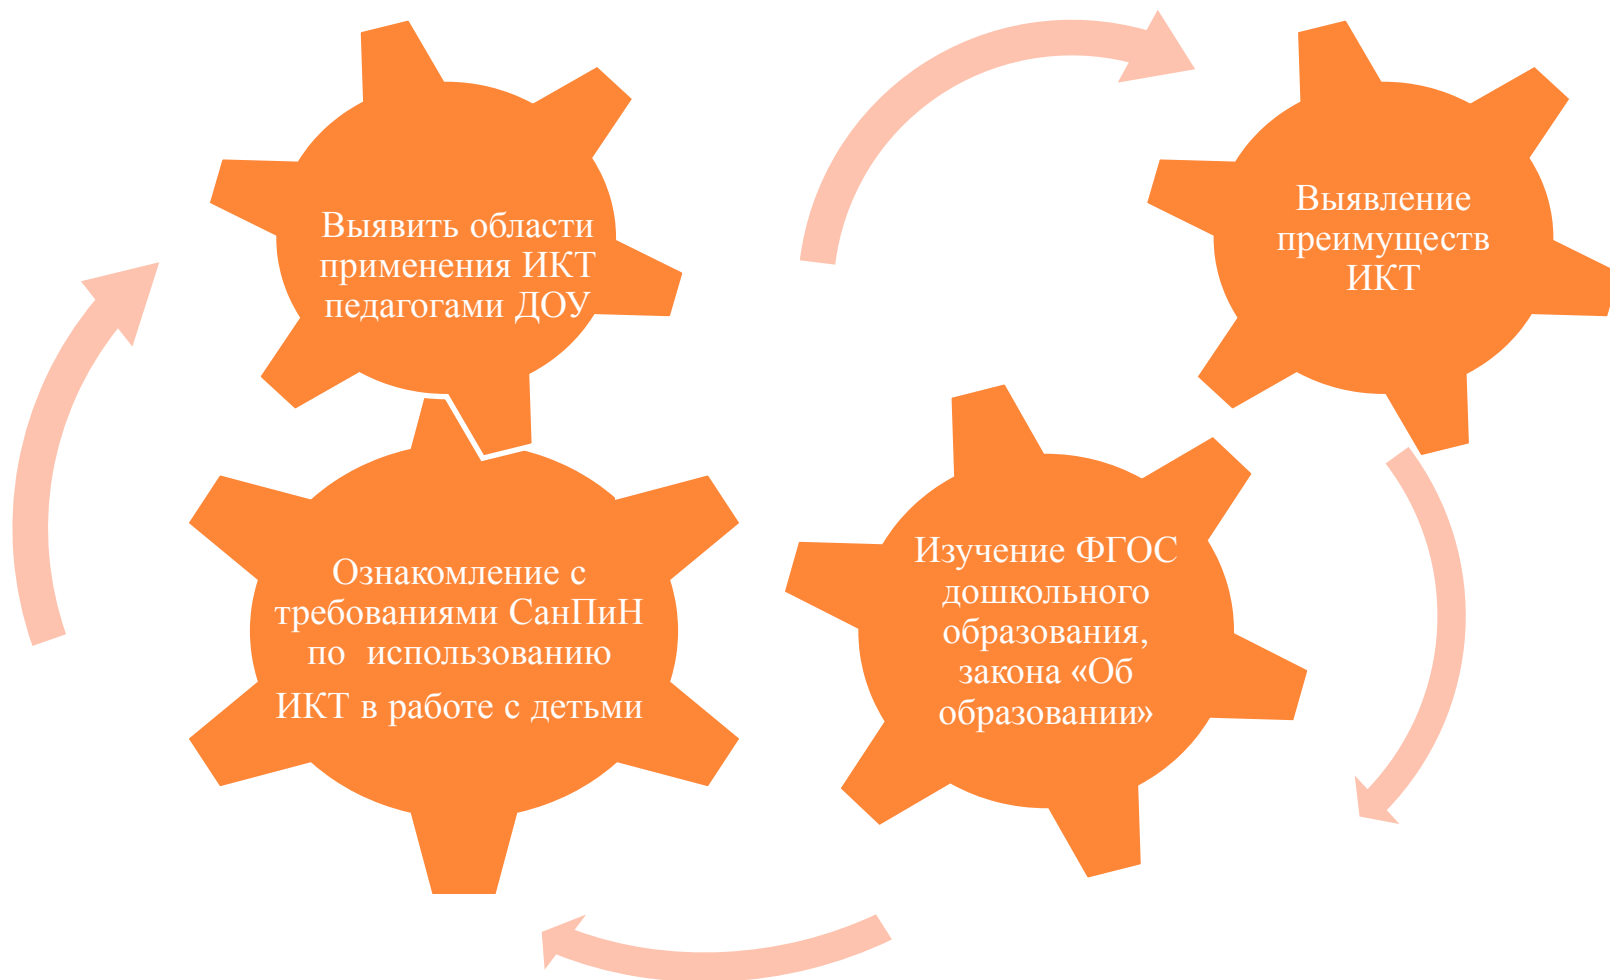 Выявить области
применения ИКТ
педагогами ДОУ
Выявление
преимуществ
ИКТ
Ознакомление с
требованиями СанПиН
по использованию
ИКТ в работе с детьми
Изучение ФГОС
дошкольного
образования,
закона «Об
образовании»